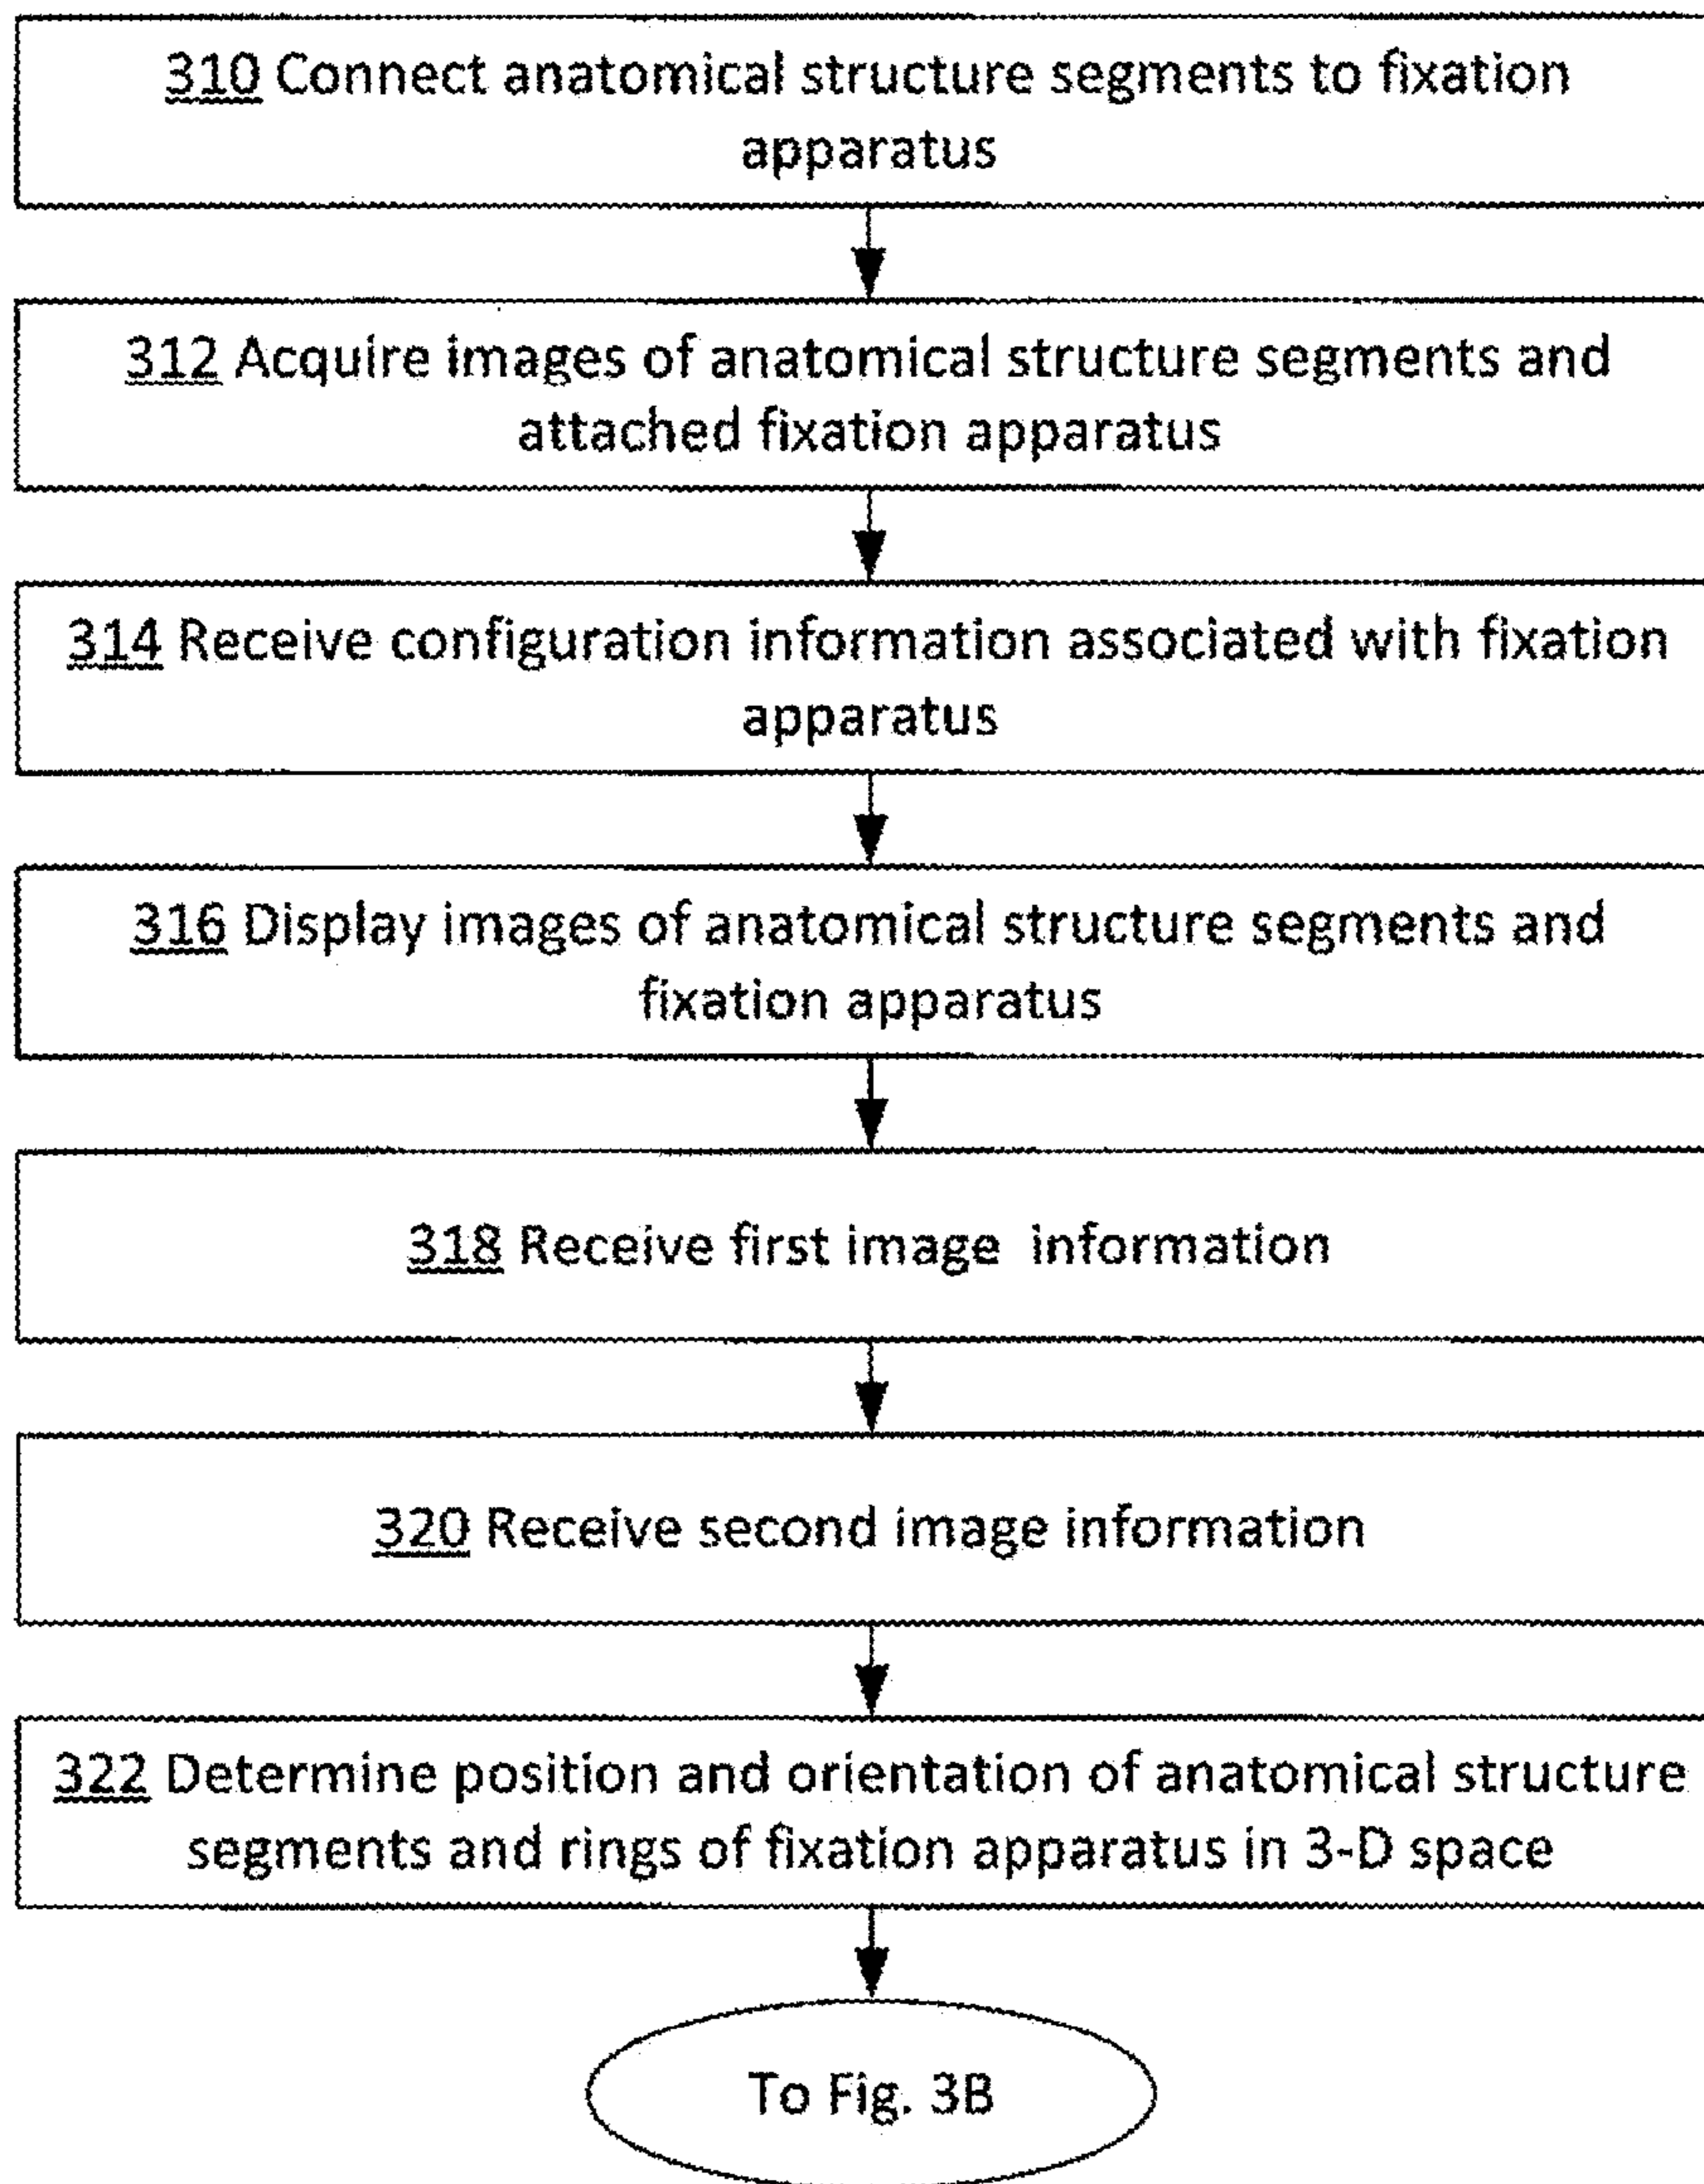 310 Connect anatomical structure segments to fixation
apparatus
312 Acquire images of anatomical structure segments and
attached fixation apparatus
314 Receive configuration information associated with fixation
apparatus
316 Display images of anatomical structure segments and
fixation apparatus
318 Receive first image information
320 Receive second image information
322 Determine position and orientation of anatomical structure
segments and rings of fixation apparatus in 3-D space
To Fig. 3B